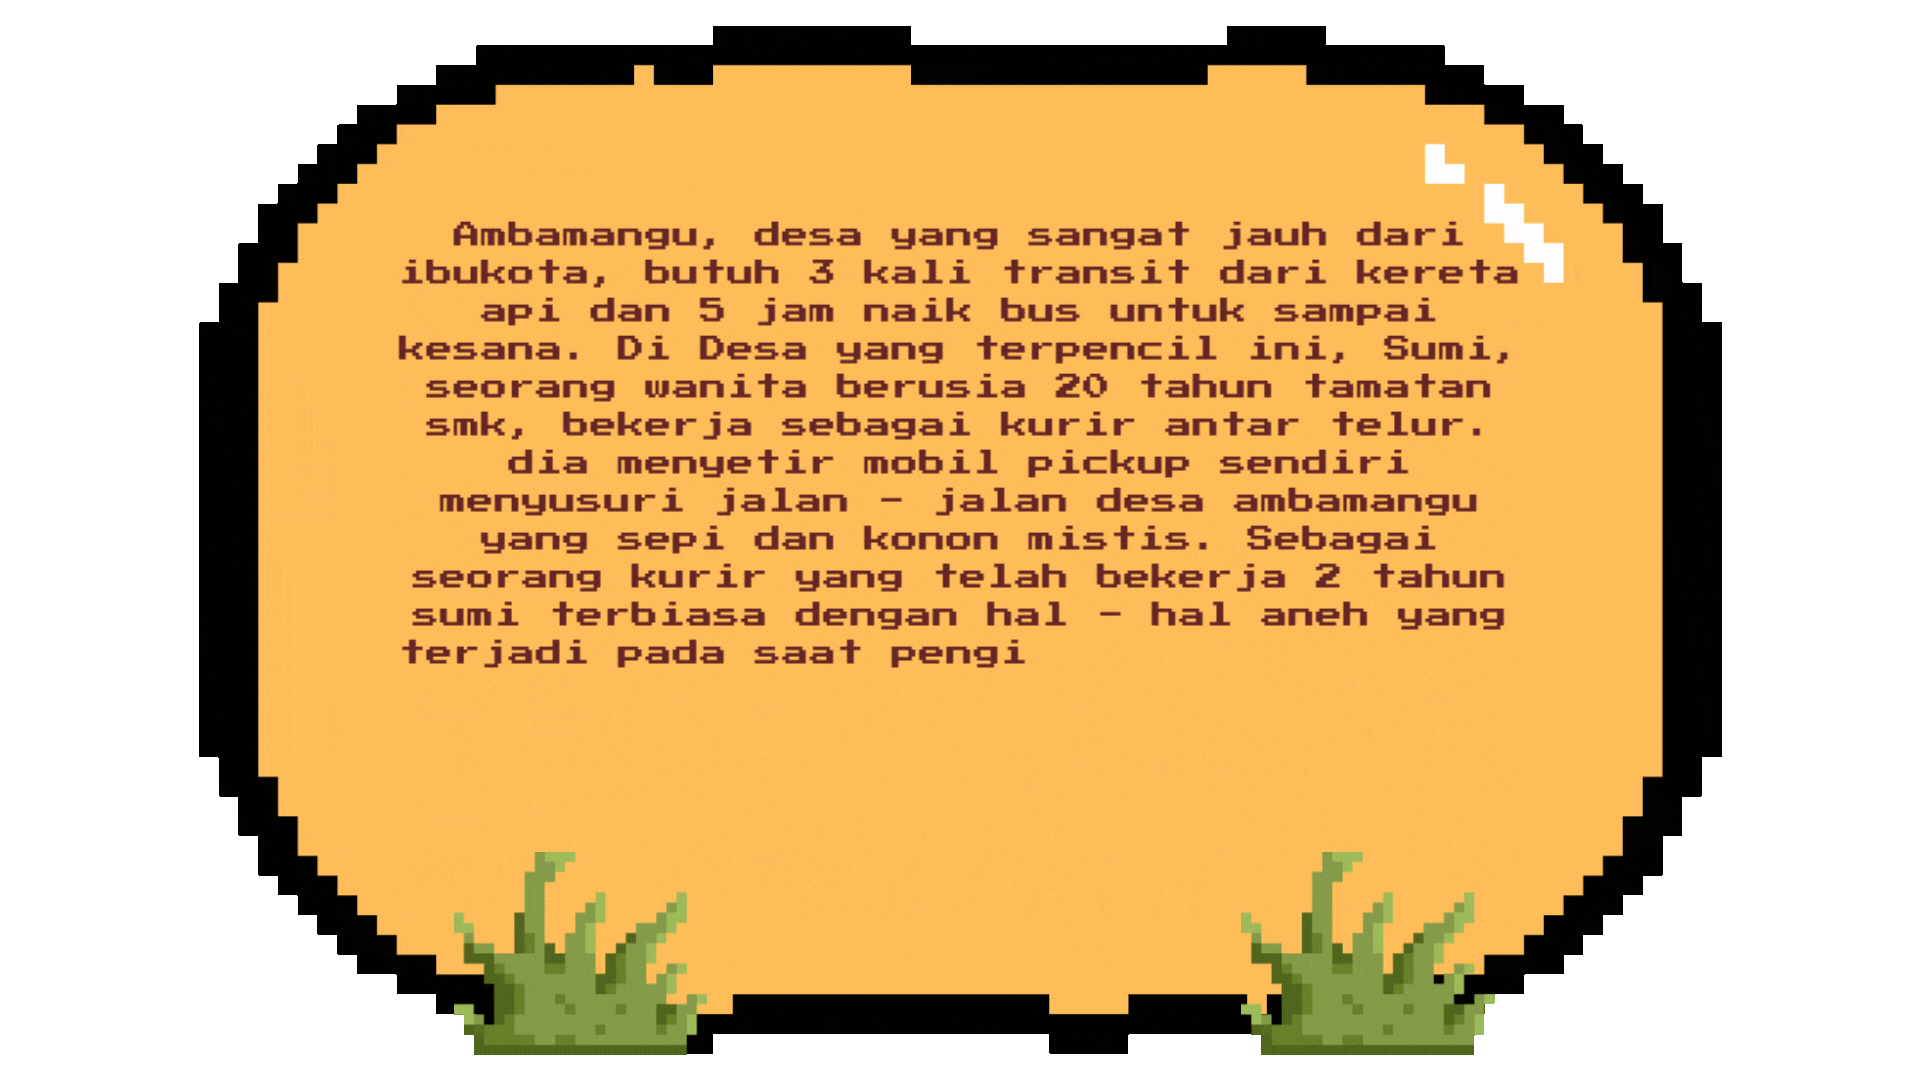 Ambamangu, desa yang sangat jauh dari
ibukota, butuh 3 kali transit dari kereta
api dan 5 jam naik bus untuk sampai
kesana. Di Desa yang terpencil ini, Sumi,
seorang wanita berusia 20 tahun tamatan
smk, bekerja sebagai kurir antar telur.
dia menyetir mobil pickup sendiri
menyusuri jalan - jalan desa ambamangu
yang sepi dan konon mistis. Sebagai
seorang kurir yang telah bekerja 2 tahun
sumi terbiasa dengan hal - hal aneh yang
terjadi pada saat pengi